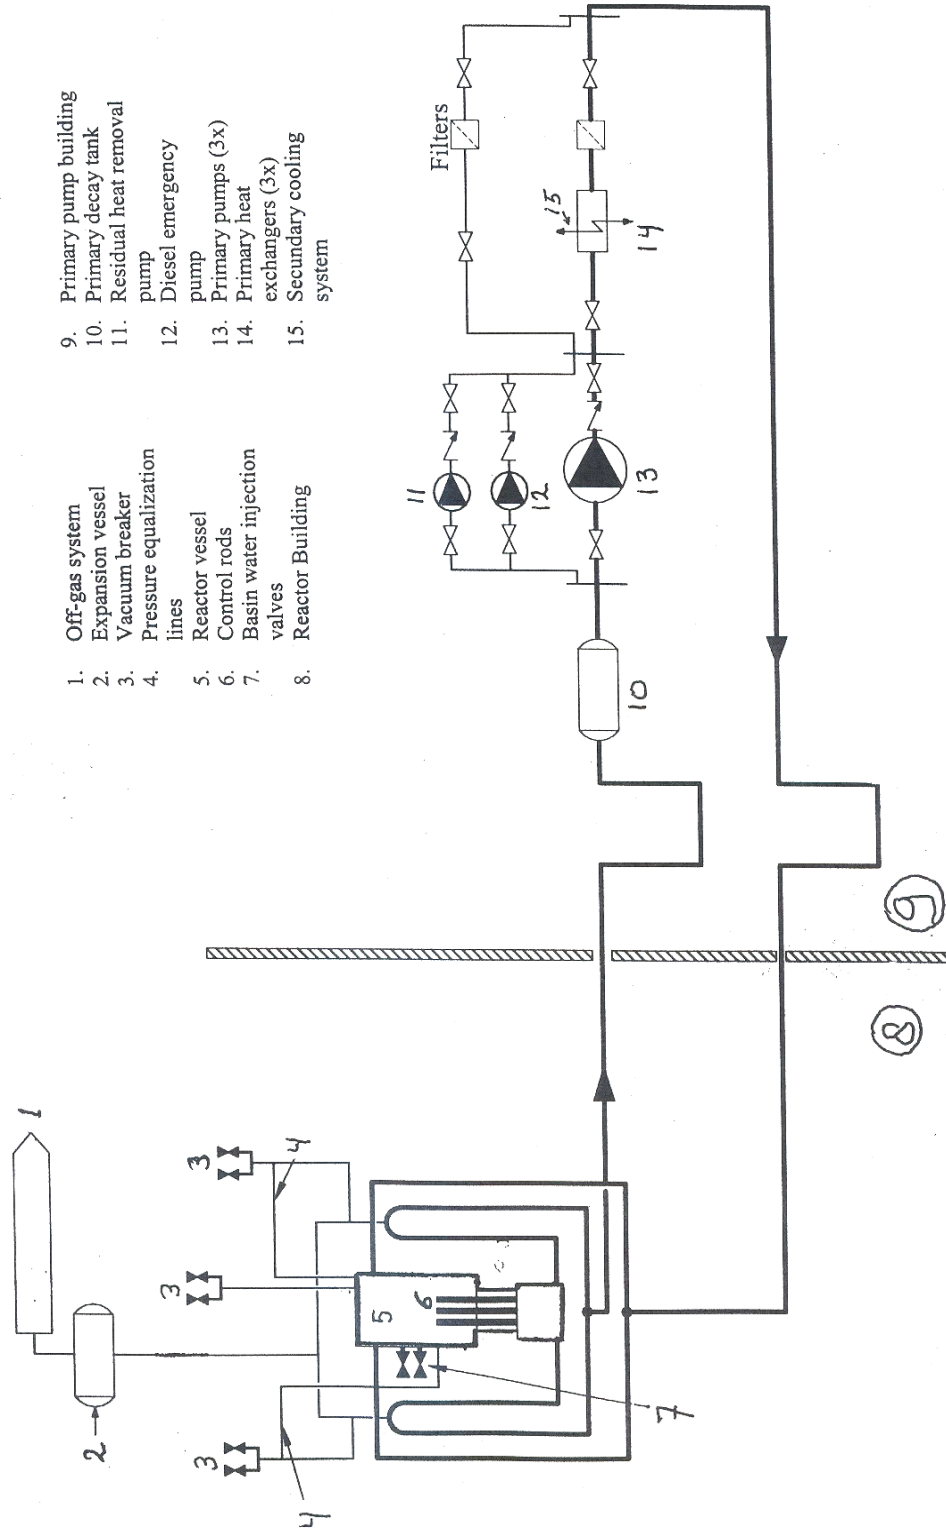 1. Off-gas system
2. Expansion vessel
3. Vacuum breaker
4. Pressure equalization
lines
5. Reactor vessel
6. Control rods
7. Basin water injection
valves
8. Reactor Building
9. Primary pump building
10. Primary decay tank
11. Residual heat removal
pump
12. Diesel emergency
pump
13. Primary pumps (3x)
14. Primary heat
exchangers (3x)
15. Secundary cooling
system
1
2
3
3
3
4
4
5
6
7
8
9
10
11
12
13
Filters
15
14